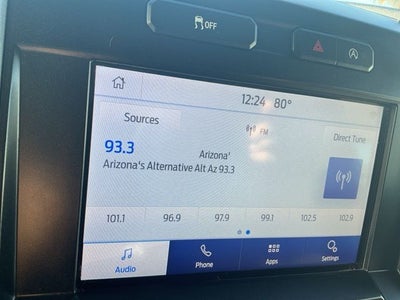 OFF
12:24 80°
Sources
FM
Direct Tune
93.3
Arizona'
Arizona's Alternative Alt Az 93.3
101.1 96.9 97.9 99.1 102.5 102.9
Audio Phone Apps Settings